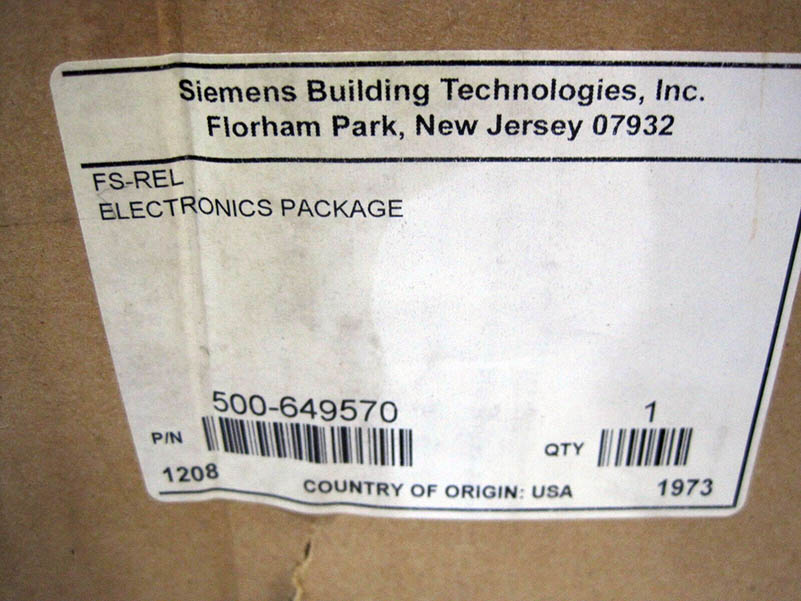 Siemens Building Technologies, Inc.
Florham Park, New Jersey 07932
FS-REL
ELECTRONICS PACKAGE
500-649570 1
P/N QTY
1208 COUNTRY OF ORIGIN: USA 1973